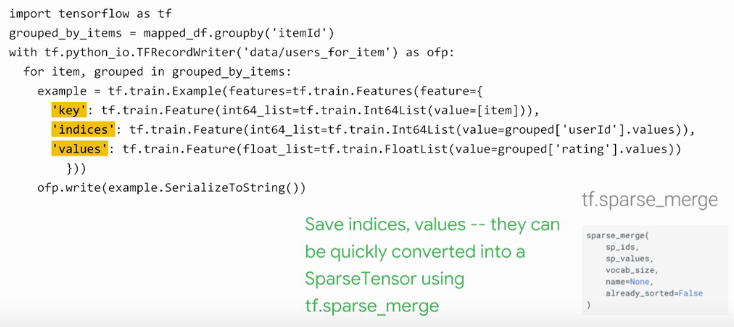 import tensorflow as tf
grouped_by_items = mapped_df.groupby('itemId')
with tf.python_io.TFRecordWriter('data/users_for_item') as ofp:
  for item, grouped in grouped_by_items:
    example = tf.train.Example(features=tf.train.Features(feature={
      'key': tf.train.Feature(int64_list=tf.train.Int64List(value=[item])),
      'indices': tf.train.Feature(int64_list=tf.train.Int64List(value=grouped['userId'].values)),
      'values': tf.train.Feature(float_list=tf.train.FloatList(value=grouped['rating'].values))
        }))
    ofp.write(example.SerializeToString())
Save indices, values -- they can
be quickly converted into a
SparseTensor using
tf.sparse_merge
tf.sparse_merge
sparse_merge(
    sp_ids,
    sp_values,
    vocab_size,
    name=None,
    already_sorted=False
)